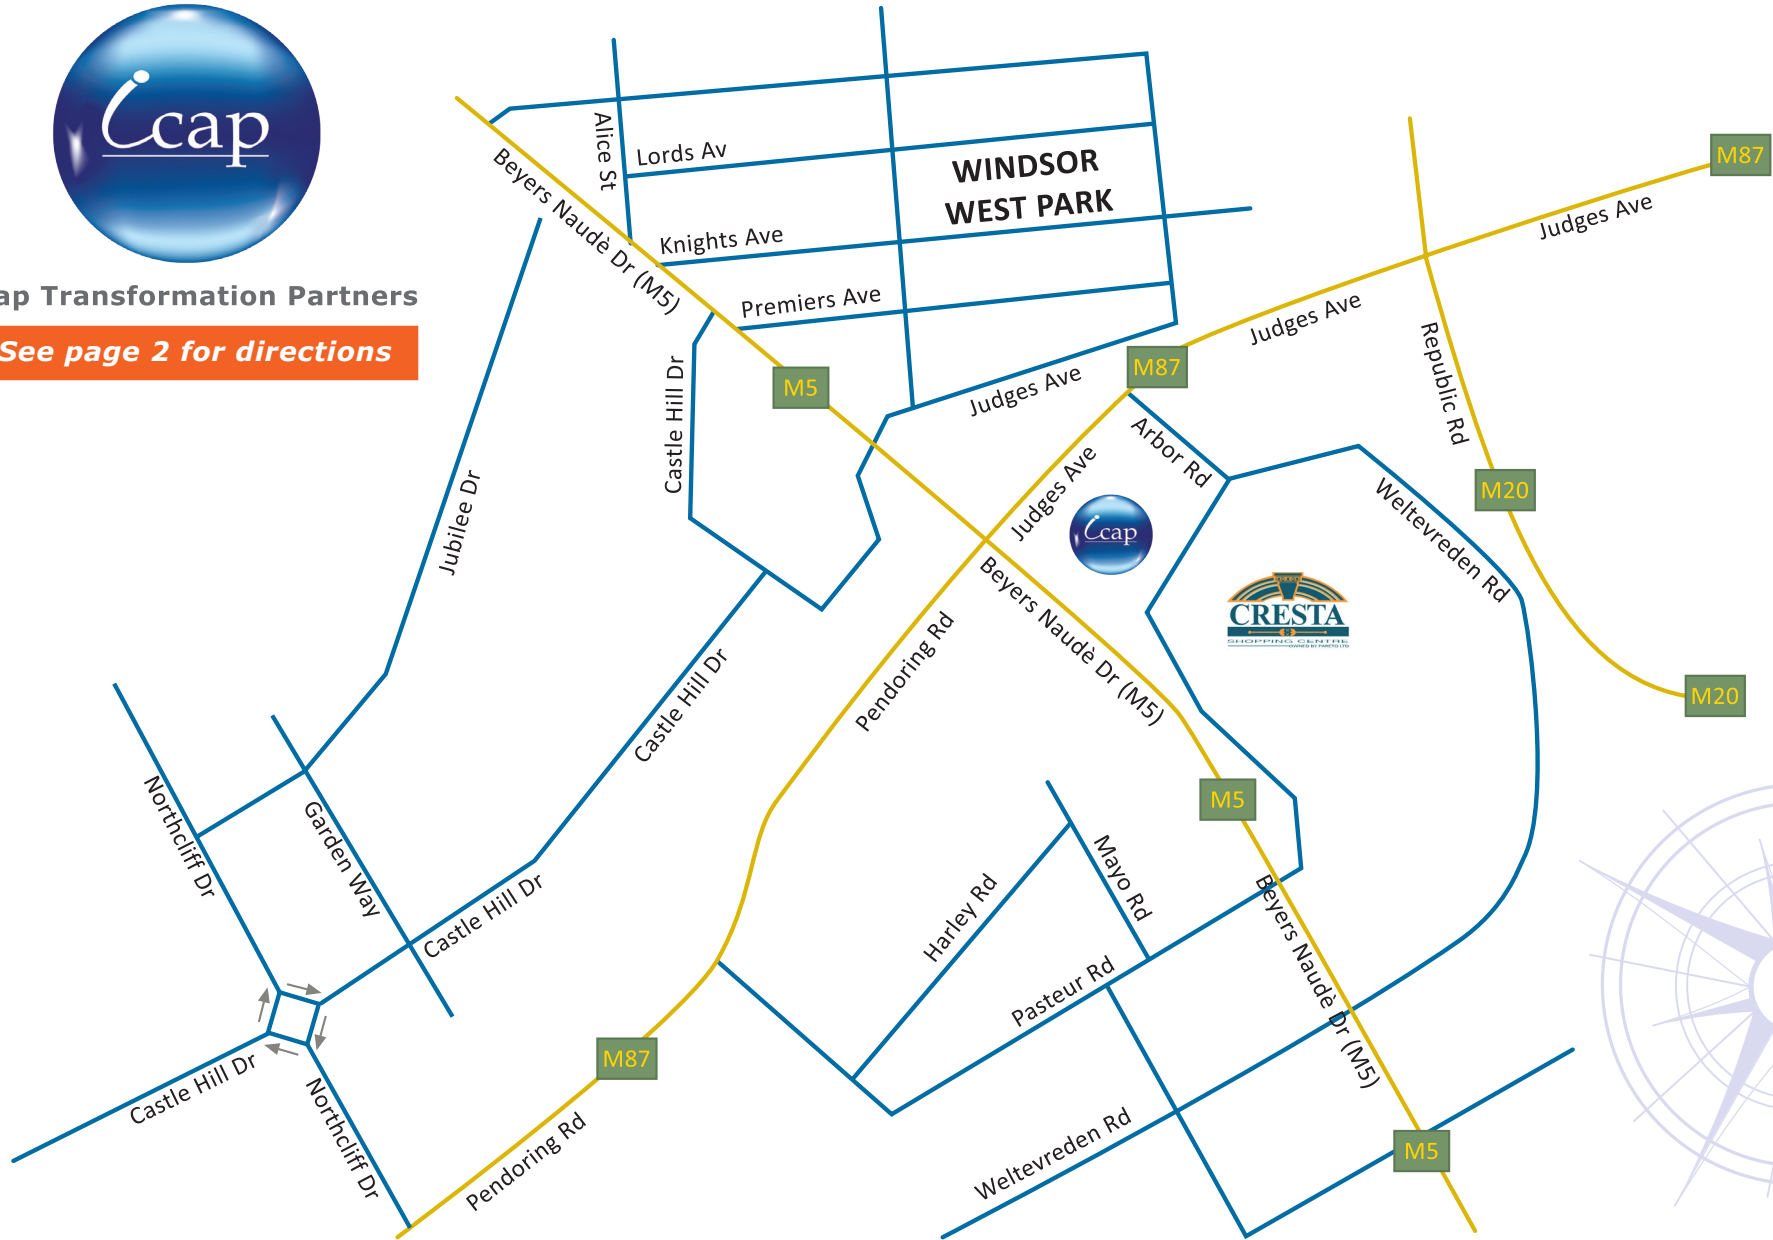 icap
ap Transformation Partners
See page 2 for directions
Alice St
Lords Av
WINDSOR
WEST PARK
Beyers Naudè Dr (M5)
Knights Ave
Premiers Ave
M87
Judges Ave
Judges Ave
Republic Rd
M5
Castle Hill Dr
Judges Ave
M87
Arbor Rd
Judges Ave
icap
Jubilee Dr
M20
Weltevreden Rd
CRESTA
SHOPPING CENTRE
OWNED BY PARETO LTD
Beyers Naudè Dr (M5)
Pendoring Rd
Castle Hill Dr
M20
Northcliff Dr
Garden Way
M5
Castle Hill Dr
Mayo Rd
Harley Rd
Beyers Naudè Dr (M5)
Pasteur Rd
M87
Castle Hill Dr
Northcliff Dr
Pendoring Rd
Weltevreden Rd
M5